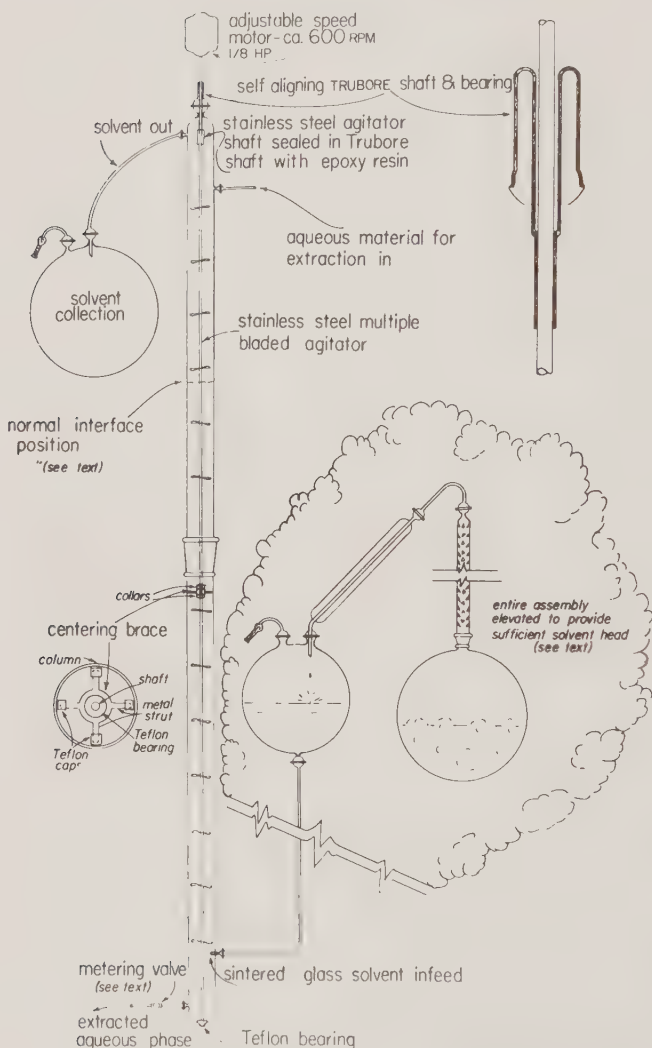 adjustable speed
motor-ca. 600 RPM
1/8 HP
self aligning TRUBORE shaft & bearing
solvent out
stainless steel agitator
shaft sealed in Trubore
shaft with epoxy resin
aqueous material for
extraction in
solvent
collection
stainless steel multiple
bladed agitator
normal interface
position
"(see text)
collars
centering brace
column
shaft
metal
strut
Teflon
bearing
Teflon
caps
entire assembly
elevated to provide
sufficient solvent head
(see text)
metering valve
(see text)
sintered glass solvent infeed
extracted
aqueous phase
Teflon bearing